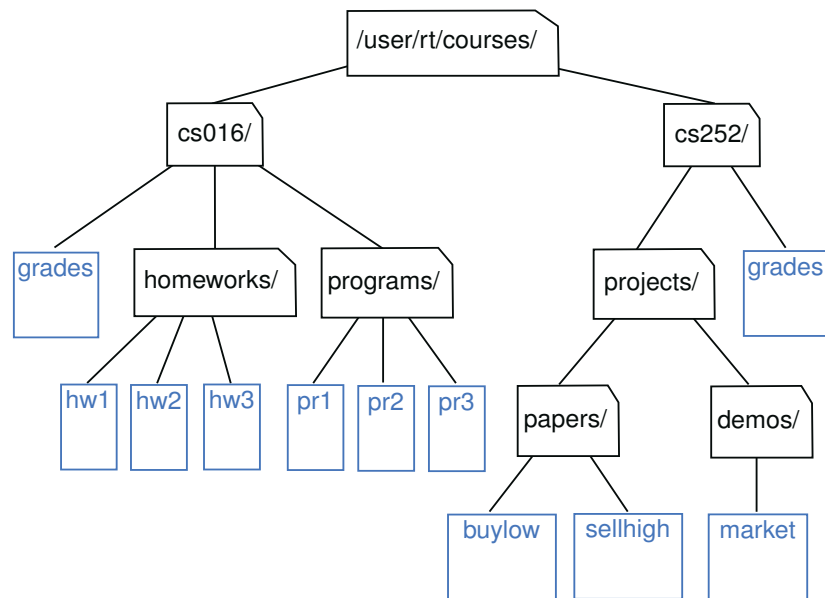 /user/rt/courses/
cs016/
cs252/
grades
homeworks/
programs/
projects/
grades
hw1
hw2
hw3
pr1
pr2
pr3
papers/
demos/
buylow
sellhigh
market